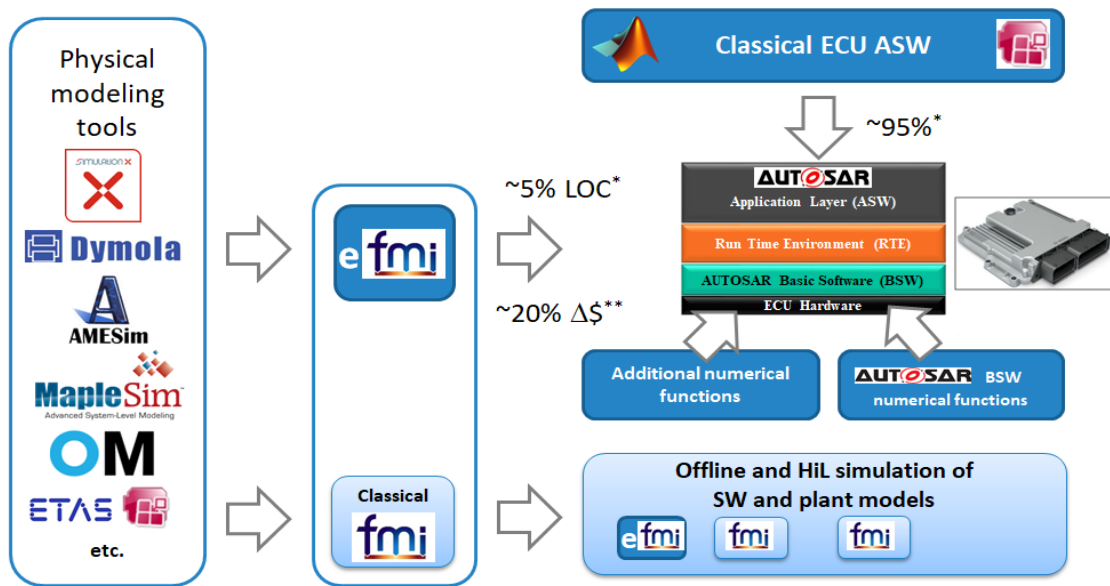 Physical
modeling
tools
SIMULATION X
Dymola
AMESim
MapleSim™
Advanced System-Level Modeling
OM
ETAS
etc.
efmi
Classical
fmi
~5% LOC*
~20% Δ$**
Classical ECU ASW
~95%*
AUTOSAR
Application Layer (ASW)
Run Time Environment (RTE)
AUTOSAR Basic Software (BSW)
ECU Hardware
Additional numerical
functions
AUTOSAR BSW
numerical functions
Offline and HiL simulation of
SW and plant models
efmi fmi fmi